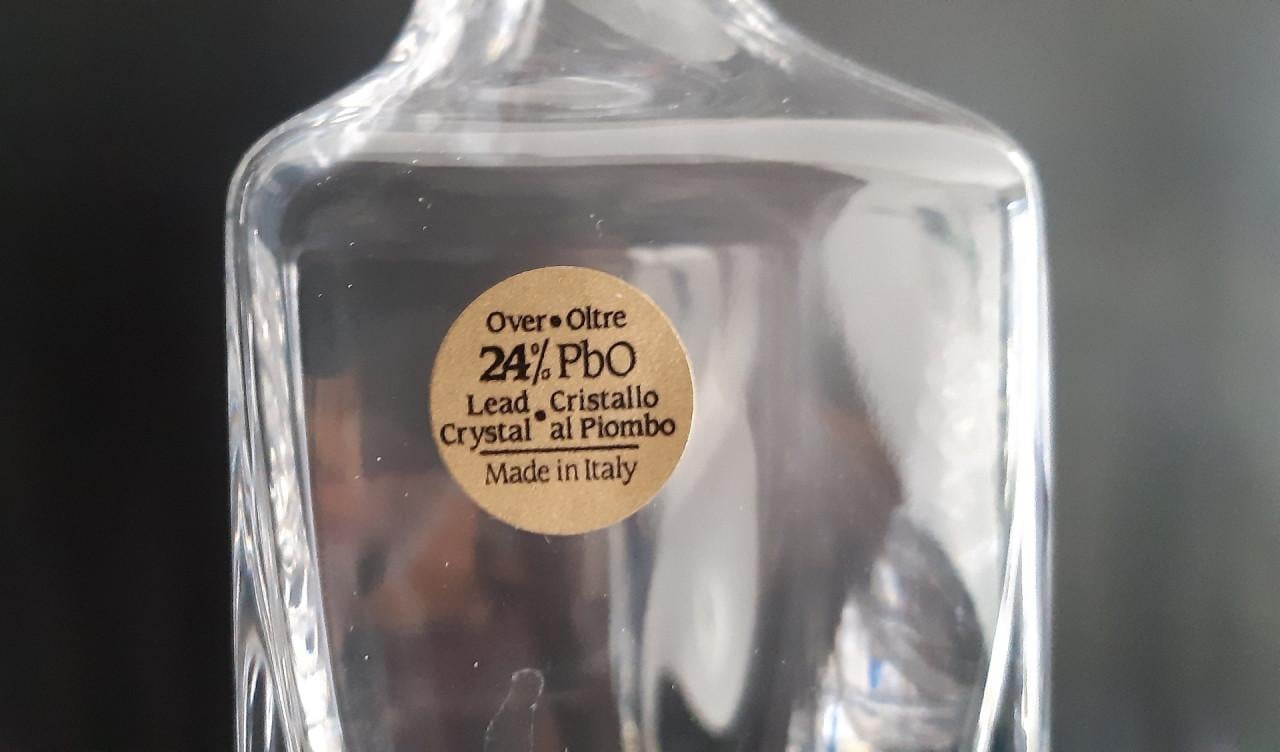 Over • Oltre
24% PbO
Lead • Cristallo
Crystal al Piombo
Made in Italy